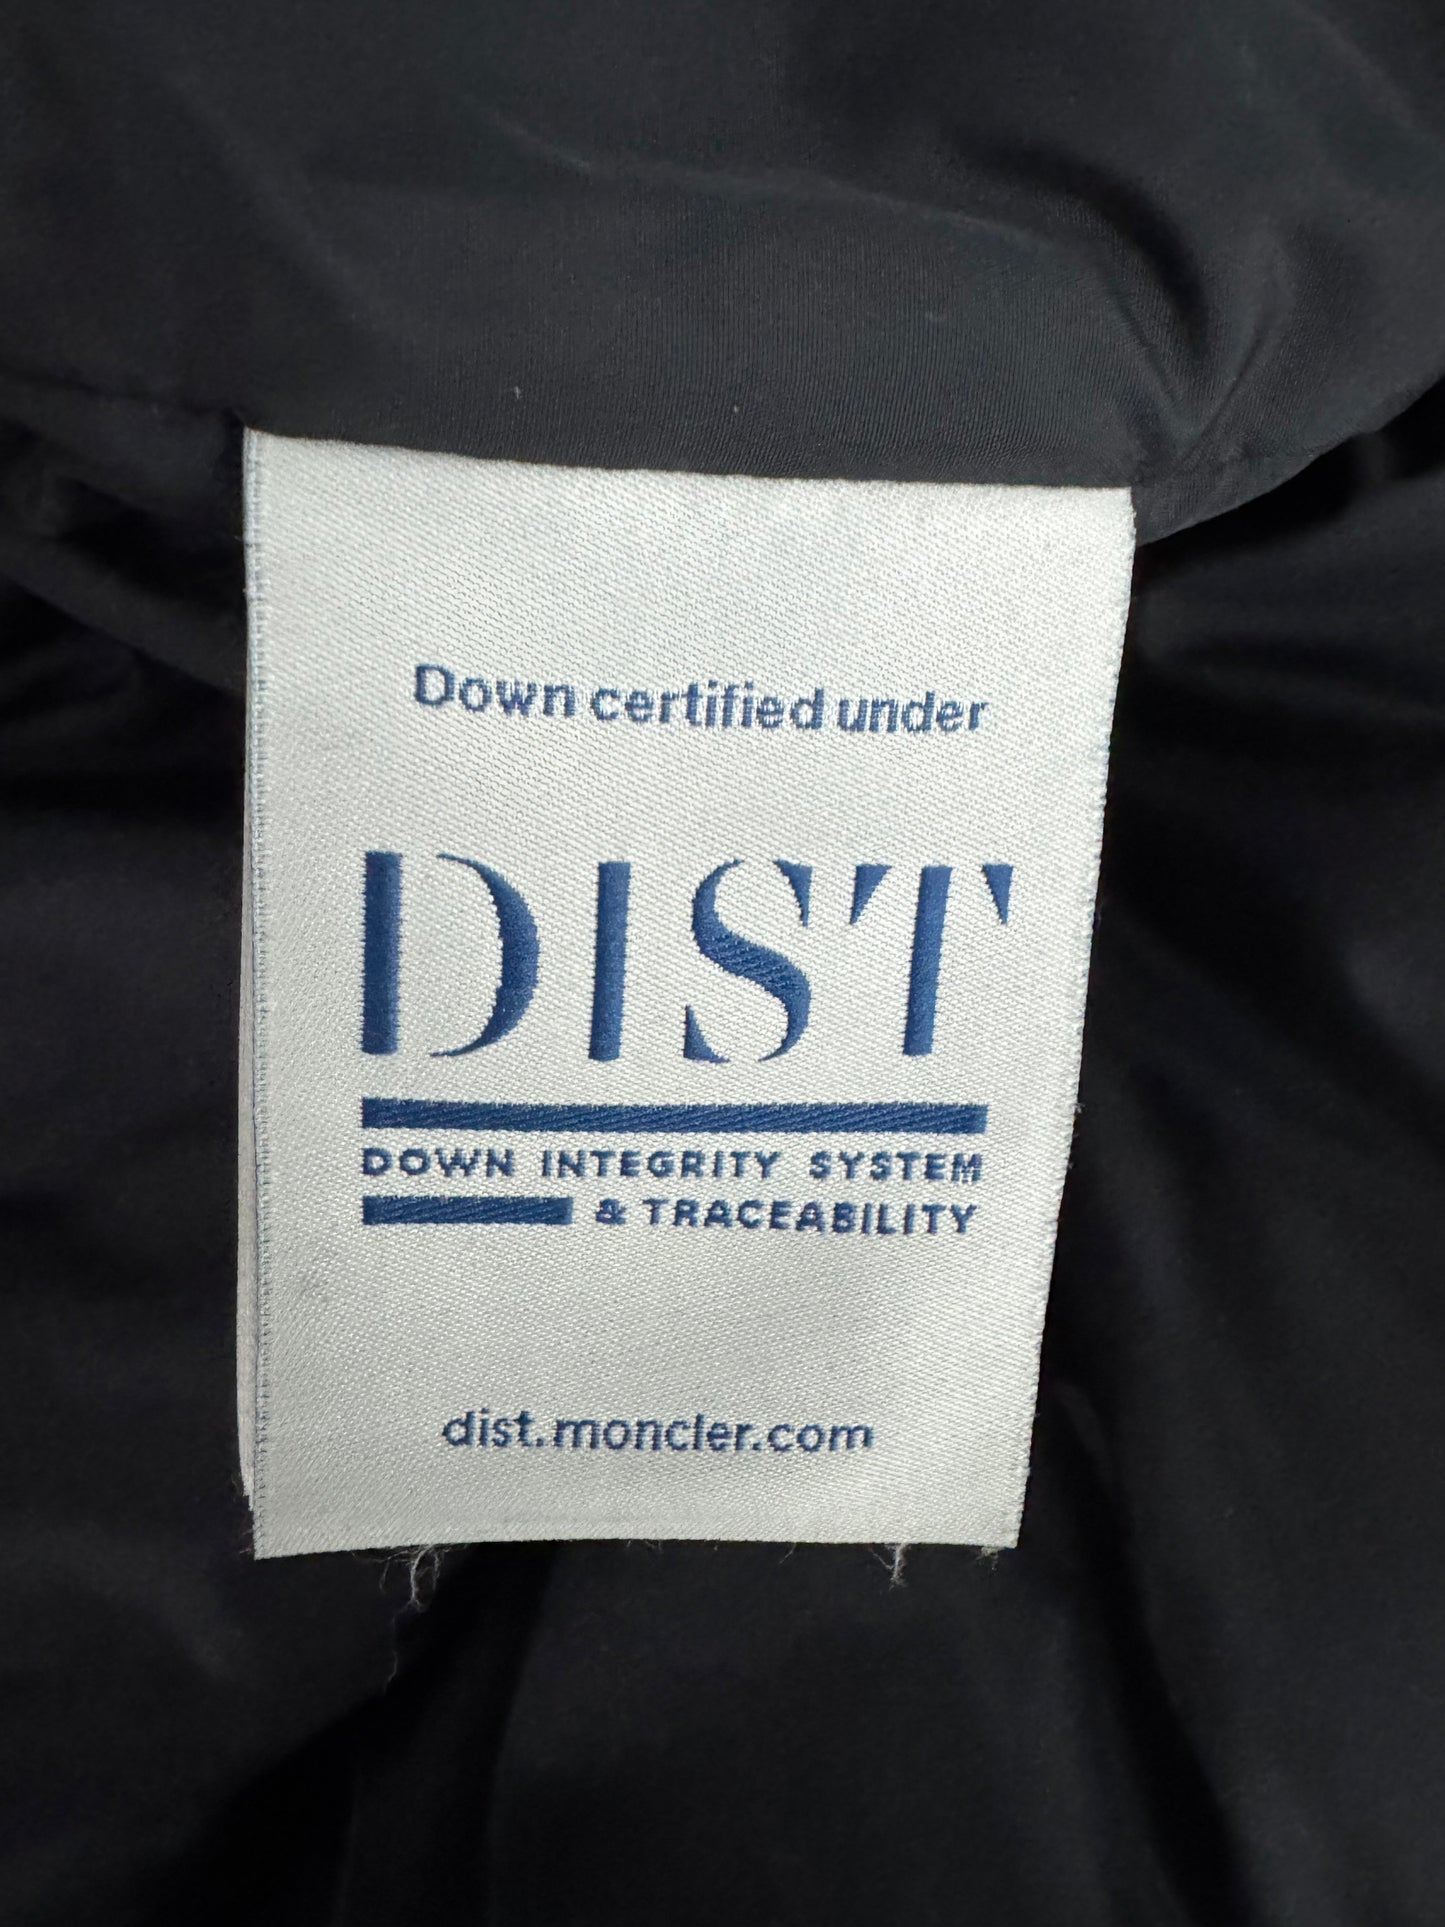 Down certified under
DIST
DOWN INTEGRITY SYSTEM
& TRACEABILITY
dist.moncler.com